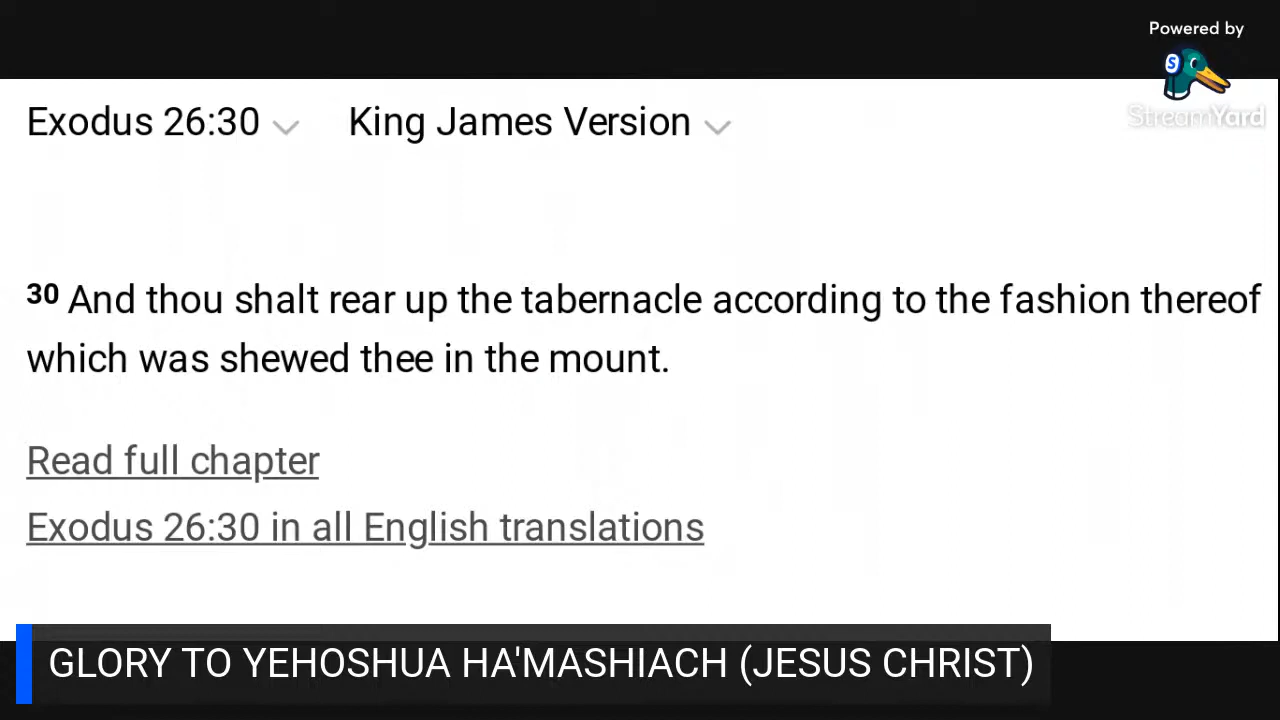 Powered by
StreamYard
Exodus 26:30 King James Version
30 And thou shalt rear up the tabernacle according to the fashion thereof
which was shewed thee in the mount.
Read full chapter
Exodus 26:30 in all English translations
GLORY TO YEHOSHUA HA'MASHIACH (JESUS CHRIST)